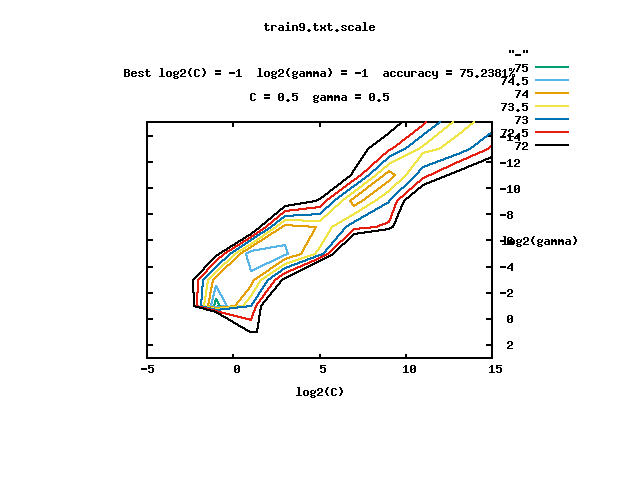 train9.txt.scale
"-"
Best log2(C) = -1 log2(gamma) = -1 accuracy = 75.2381%
75
74.5
74
C = 0.5 gamma = 0.5
73.5
73
72.5
-14
72
-12
-10
-8
-6
log2(gamma)
-4
-2
0
2
-5 0 5 10 15
log2(C)